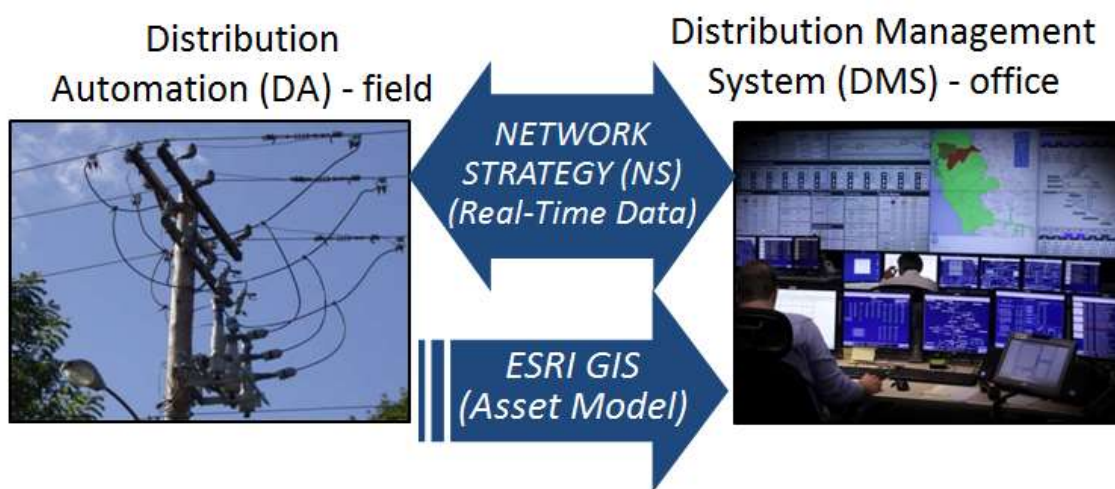 Distribution
Automation (DA) - field
Distribution Management
System (DMS) - office
NETWORK
STRATEGY (NS)
(Real-Time Data)
ESRI GIS
(Asset Model)